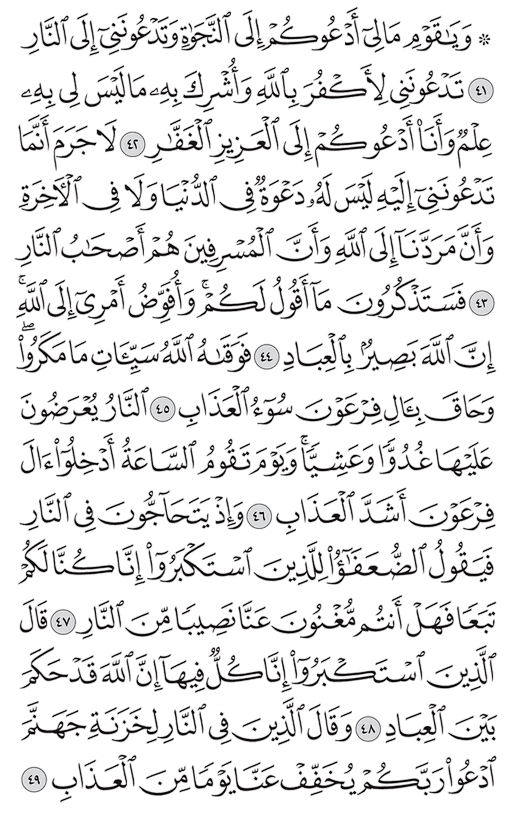 ۞ وَيَٰقَوْمِ مَا لِيٓ أَدْعُوكُمْ إِلَى ٱلنَّجَوٰةِ وَتَدْعُونَنِيٓ إِلَى ٱلنَّارِ
٤١ تَدْعُونَنِي لِأَكْفُرَ بِٱللَّهِ وَأُشْرِكَ بِهِۦ مَا لَيْسَ لِي بِهِۦ
عِلْمٌ وَأَنَا۠ أَدْعُوكُمْ إِلَى ٱلْعَزِيزِ ٱلْغَفَّٰرِ ٤٢ لَا جَرَمَ أَنَّمَا
تَدْعُونَنِيٓ إِلَيْهِ لَيْسَ لَهُۥ دَعْوَةٌ فِي ٱلدُّنْيَا وَلَا فِي ٱلْأٓخِرَةِ
وَأَنَّ مَرَدَّنَآ إِلَى ٱللَّهِ وَأَنَّ ٱلْمُسْرِفِينَ هُمْ أَصْحَٰبُ ٱلنَّارِ
٤٣ فَسَتَذْكُرُونَ مَآ أَقُولُ لَكُمْۚ وَأُفَوِّضُ أَمْرِيٓ إِلَى ٱللَّهِۚ
إِنَّ ٱللَّهَ بَصِيرٌۢ بِٱلْعِبَادِ ٤٤ فَوَقَىٰهُ ٱللَّهُ سَيِّـَٔاتِ مَا مَكَرُوا۟ۖ
وَحَاقَ بِـَٔالِ فِرْعَوْنَ سُوٓءُ ٱلْعَذَابِ ٤٥ ٱلنَّارُ يُعْرَضُونَ
عَلَيْهَا غُدُوًّا وَعَشِيًّاۚ وَيَوْمَ تَقُومُ ٱلسَّاعَةُ أَدْخِلُوٓا۟ ءَالَ
فِرْعَوْنَ أَشَدَّ ٱلْعَذَابِ ٤٦ وَإِذْ يَتَحَآجُّونَ فِي ٱلنَّارِ
فَيَقُولُ ٱلضُّعَفَٰٓؤُا۟ لِلَّذِينَ ٱسْتَكْبَرُوٓا۟ إِنَّا كُنَّا لَكُمْ
تَبَعًا فَهَلْ أَنتُم مُّغْنُونَ عَنَّا نَصِيبًا مِّنَ ٱلنَّارِ ٤٧ قَالَ
ٱلَّذِينَ ٱسْتَكْبَرُوٓا۟ إِنَّا كُلٌّ فِيهَآ إِنَّ ٱللَّهَ قَدْ حَكَمَ
بَيْنَ ٱلْعِبَادِ ٤٨ وَقَالَ ٱلَّذِينَ فِي ٱلنَّارِ لِخَزَنَةِ جَهَنَّمَ
ٱدْعُوا۟ رَبَّكُمْ يُخَفِّفْ عَنَّا يَوْمًا مِّنَ ٱلْعَذَابِ ٤٩